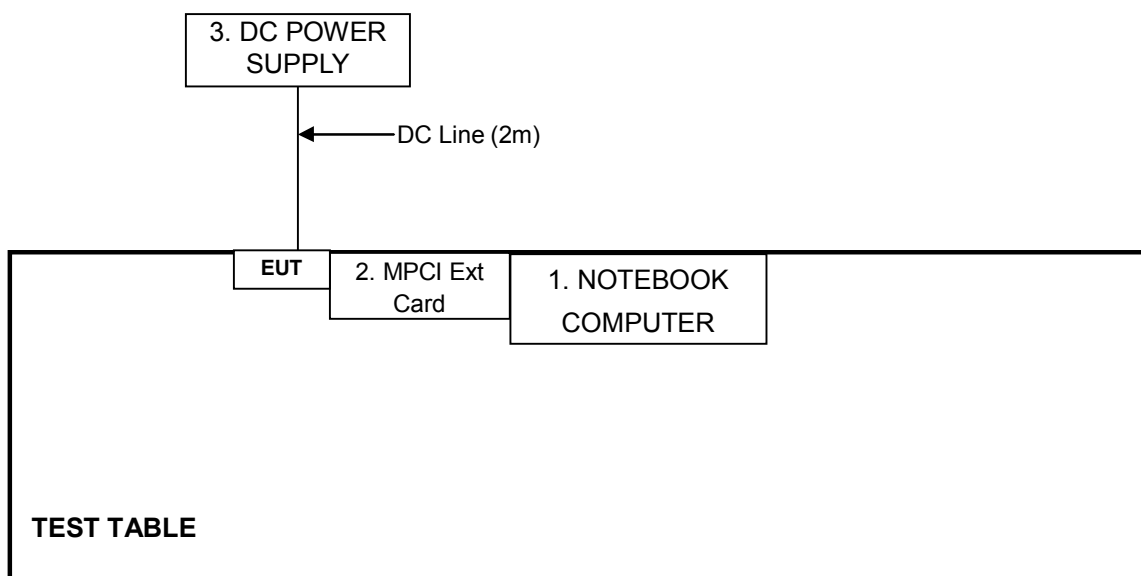 3. DC POWER
SUPPLY
DC Line (2m)
EUT
2. MPCI Ext
Card
1. NOTEBOOK
COMPUTER
TEST TABLE